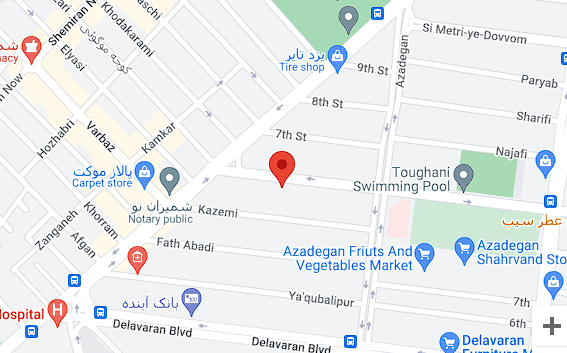 Shemiran Now
Khodakarami
Baschi
Si Metri-ye-Dovvom
کوچه موگوئی
Elyasi
macy
یزد تایر
Tire shop
Azadegan
9th St
Paryab
8th St
Sharifi
Hozhabri
Varbaz
Kamkar
7th St
Najafi
پالاز موکت
Carpet store
Toughani
Swimming Pool
شمیران نو
Notary public
Zanganeh
Khorram
Afgan
Kazemi
عطر سیب
Fath Abadi
Azadegan Friuts And
Vegetables Market
Azadegan
Shahrvand Sto
بانک آینده
Ya'qubalipur
7th
6th
Hospital
Delavaran Blvd
Delavaran Blvd
Delavaran
Furniture M